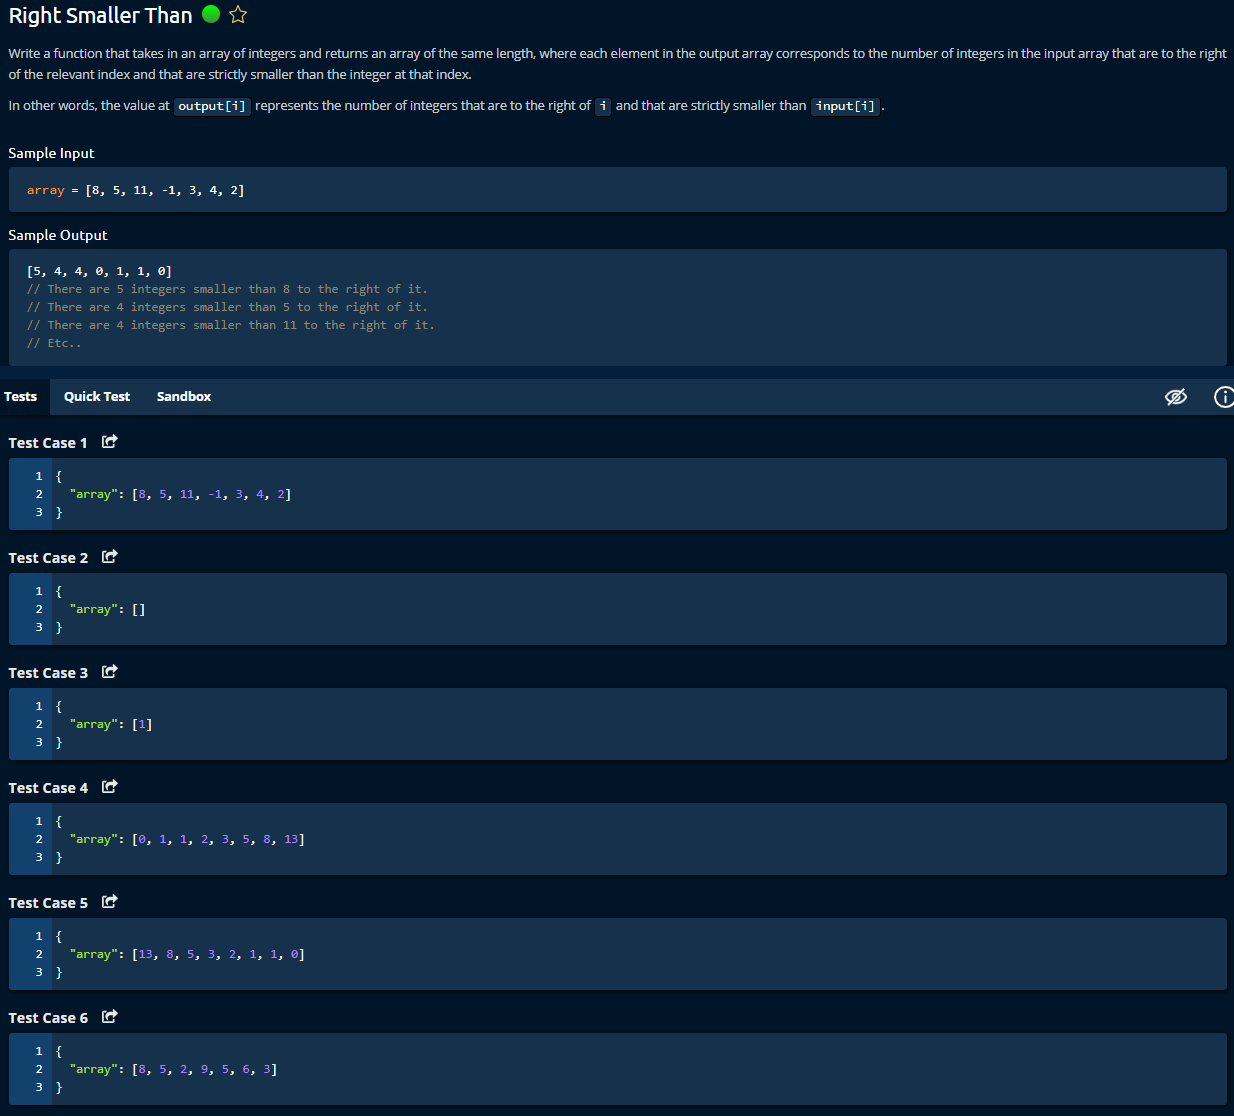 Right Smaller Than
Write a function that takes in an array of integers and returns an array of the same length, where each element in the output array corresponds to the number of integers in the input array that are to the right
of the relevant index and that are strictly smaller than the integer at that index.
In other words, the value at output[i] represents the number of integers that are to the right of i and that are strictly smaller than input[i].
Sample Input
array = [8, 5, 11, -1, 3, 4, 2]
Sample Output
[5, 4, 4, 0, 1, 1, 0]
// There are 5 integers smaller than 8 to the right of it.
// There are 4 integers smaller than 5 to the right of it.
// There are 4 integers smaller than 11 to the right of it.
// Etc..
Tests Quick Test Sandbox
Test Case 1
1 {
2 "array": [8, 5, 11, -1, 3, 4, 2]
3 }
Test Case 2
1 {
2 "array": []
3 }
Test Case 3
1 {
2 "array": [1]
3 }
Test Case 4
1 {
2 "array": [0, 1, 1, 2, 3, 5, 8, 13]
3 }
Test Case 5
1 {
2 "array": [13, 8, 5, 3, 2, 1, 1, 0]
3 }
Test Case 6
1 {
2 "array": [8, 5, 2, 9, 5, 6, 3]
3 }